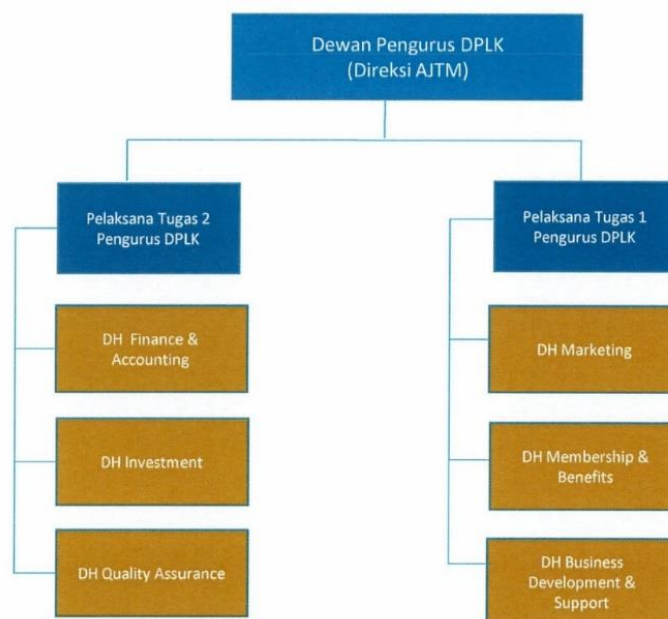 Dewan Pengurus DPLK
(Direksi AJTM)
Pelaksana Tugas 2
Pengurus DPLK
Pelaksana Tugas 1
Pengurus DPLK
DH Finance &
Accounting
DH Marketing
DH Investment
DH Membership &
Benefits
DH Quality Assurance
DH Business
Development &
Support